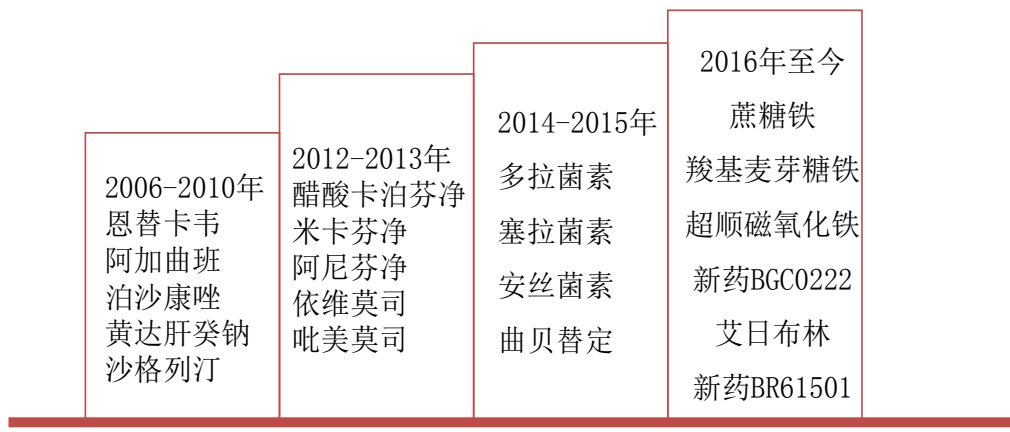 2006-2010年
恩替卡韦
阿加曲班
泊沙康唑
黄达肝癸钠
沙格列汀
2012-2013年
醋酸卡泊芬净
米卡芬净
阿尼芬净
依维莫司
吡美莫司
2014-2015年
多拉菌素
塞拉菌素
安丝菌素
曲贝替定
2016年至今
蔗糖铁
羧基麦芽糖铁
超顺磁氧化铁
新药BGC0222
艾日布林
新药BR61501